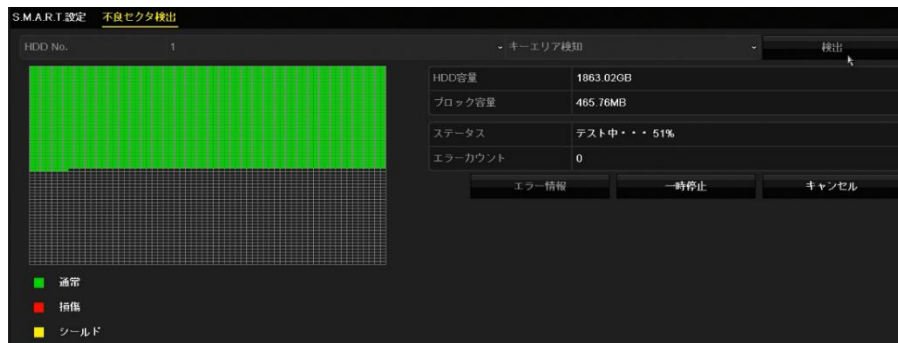 S.M.A.R.T.設定 不良セクタ検出
HDD No. 1 キーエリア検知 検出
HDD容量 1863.02GB
ブロック容量 465.76MB
ステータス テスト中・・・ 51%
エラーカウント 0
エラー情報 一時停止 キャンセル
通常
損傷
シールド